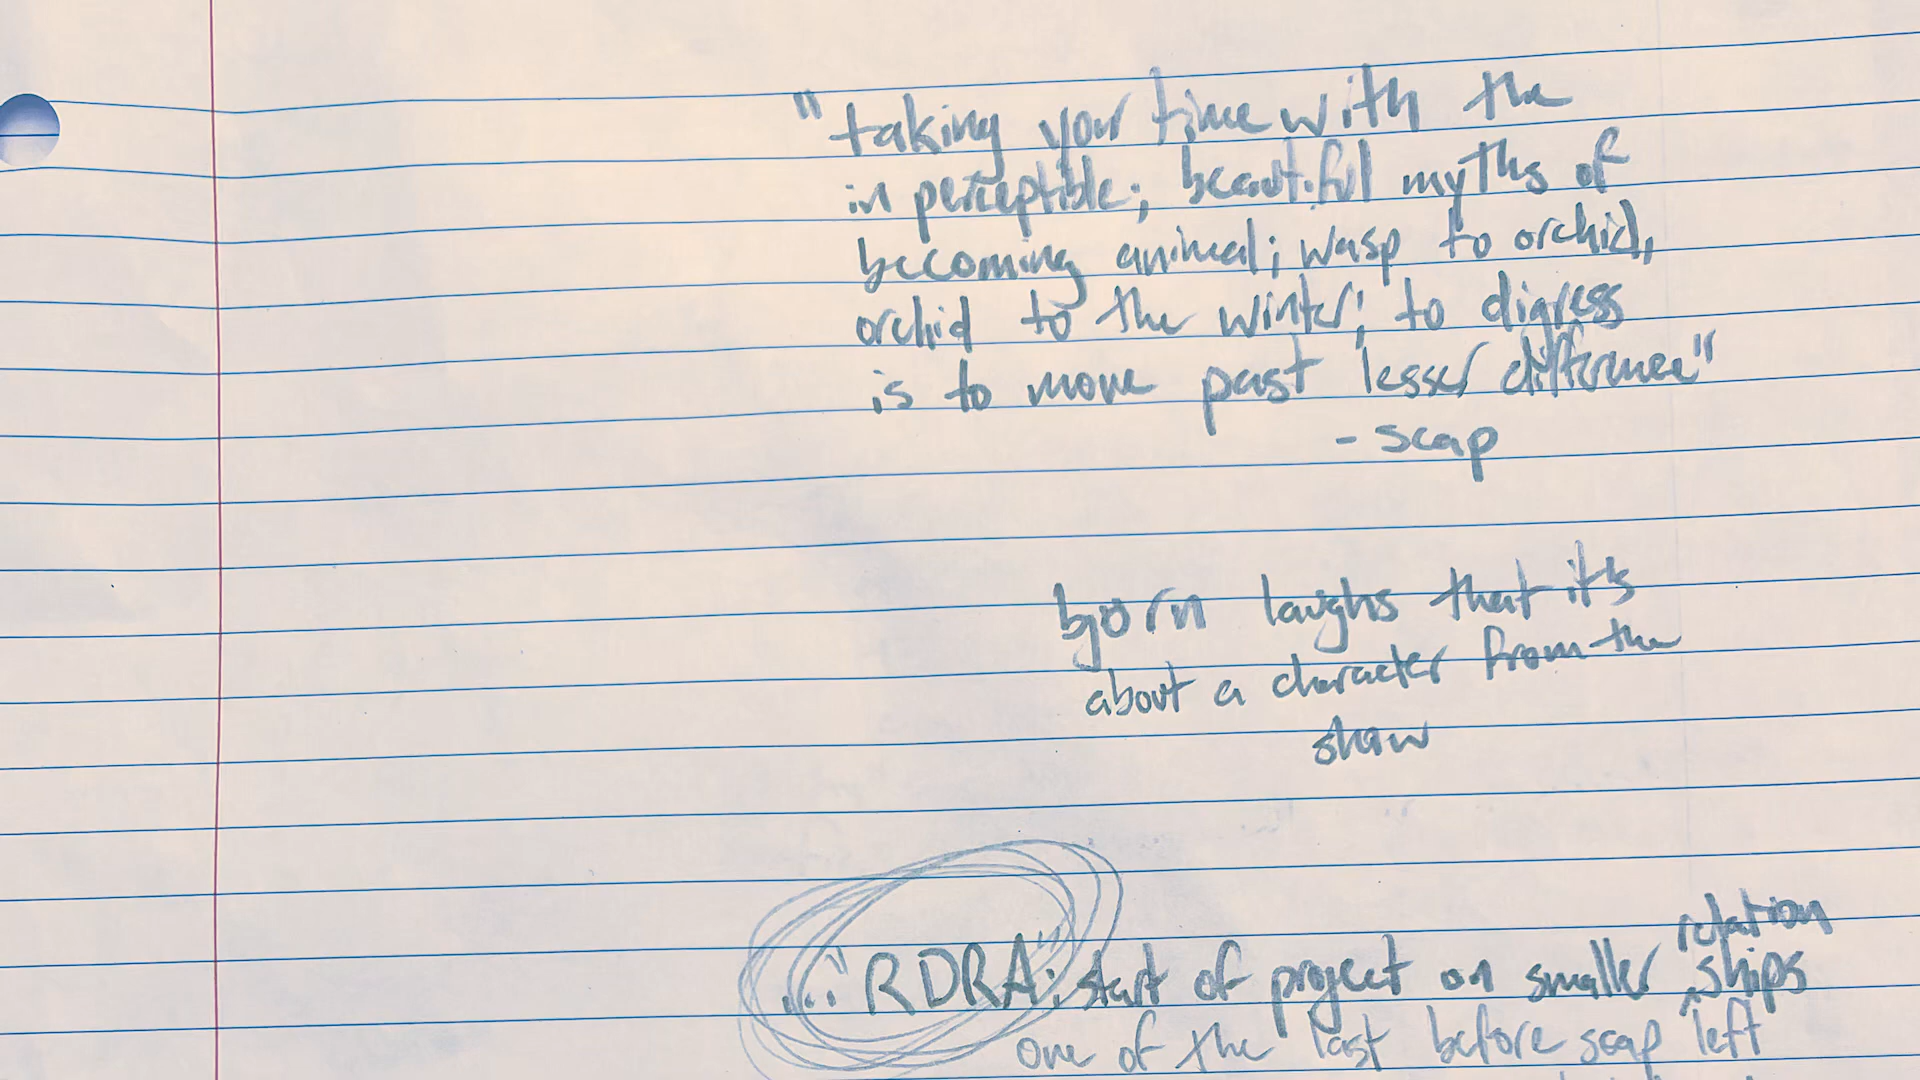 "taking your time with the
in perceptible; beautiful myths of
becoming animal; wasp to orchid,
orchid to the winter; to digress
is to move past lesser difference"
- scap
bjorn laughs that it's
about a character from the
show
... "RDRA": start of project on smaller relation
ships
one of the last before scap left